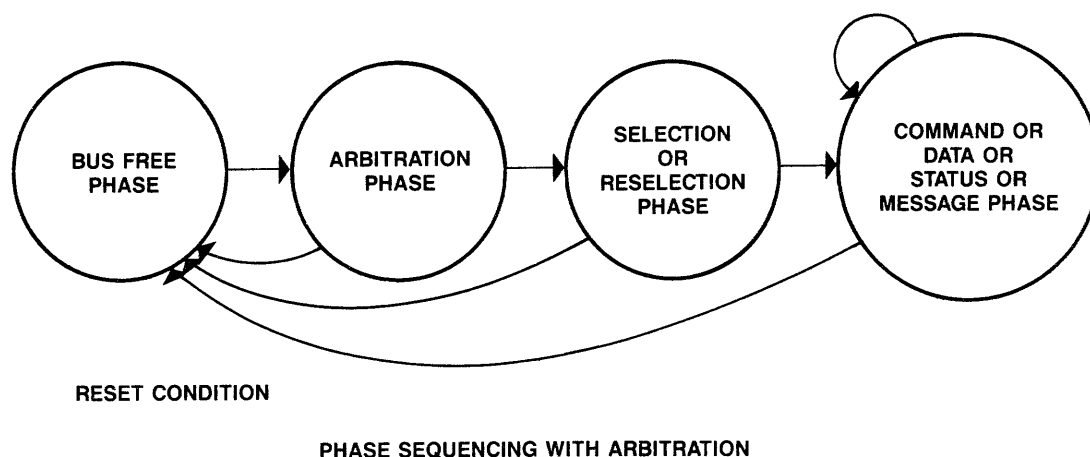 BUS FREE
PHASE
ARBITRATION
PHASE
SELECTION
OR
RESELECTION
PHASE
COMMAND OR
DATA OR
STATUS OR
MESSAGE PHASE
RESET CONDITION
PHASE SEQUENCING WITH ARBITRATION